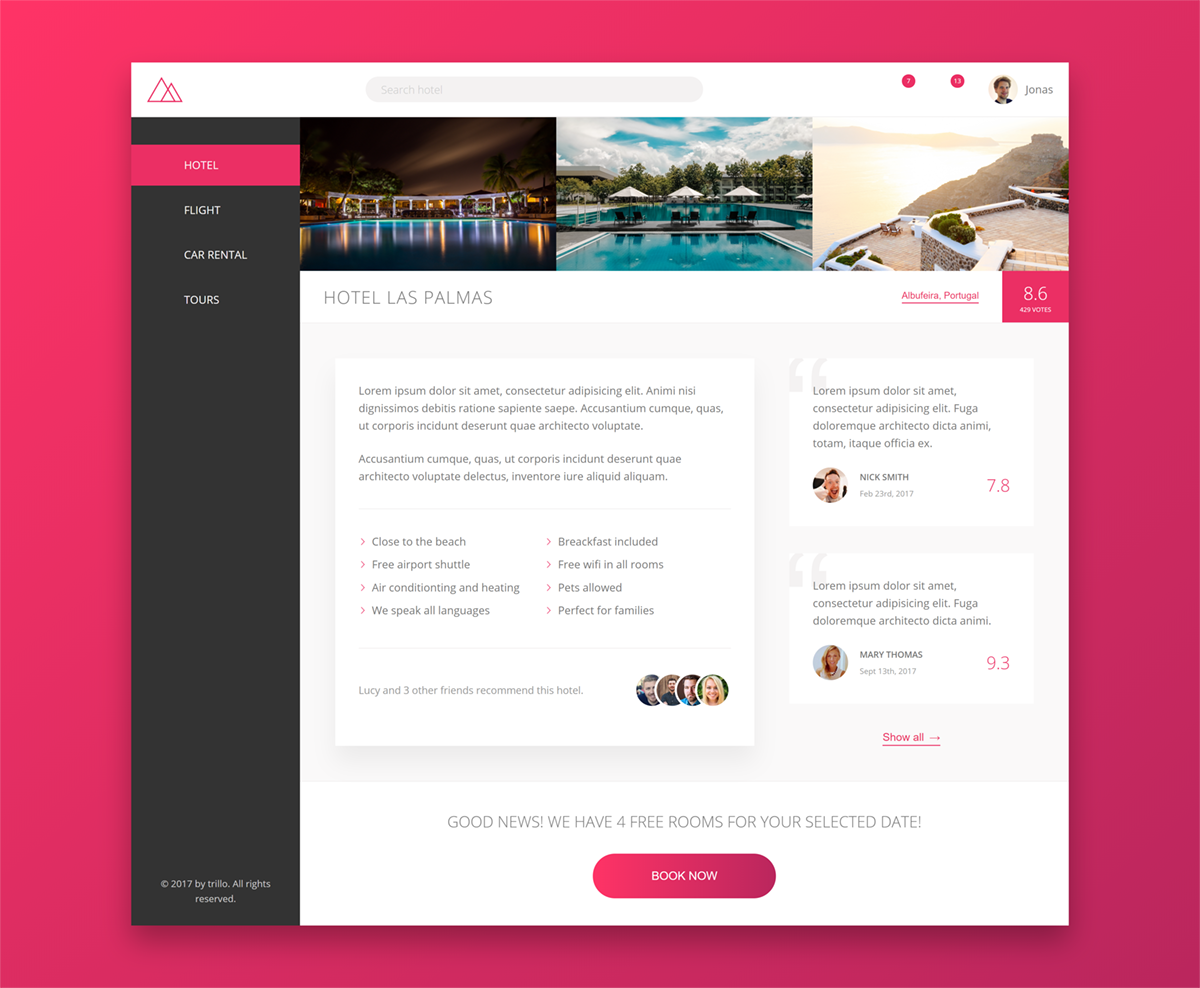 Search hotel
7
13
Jonas
HOTEL
FLIGHT
CAR RENTAL
TOURS
© 2017 by trillo. All rights
reserved.
HOTEL LAS PALMAS
Albufeira, Portugal
8.6
429 VOTES
Lorem ipsum dolor sit amet, consectetur adipisicing elit. Animi nisi
dignissimos debitis ratione sapiente saepe. Accusantium cumque, quas,
ut corporis incidunt deserunt quae architecto voluptate.
Accusantium cumque, quas, ut corporis incidunt deserunt quae
architecto voluptate delectus, inventore iure aliquid aliquam.
Close to the beach
Free airport shuttle
Air conditionting and heating
We speak all languages
Breackfast included
Free wifi in all rooms
Pets allowed
Perfect for families
Lucy and 3 other friends recommend this hotel.
“
Lorem ipsum dolor sit amet,
consectetur adipisicing elit. Fuga
doloremque architecto dicta animi,
totam, itaque officia ex.
NICK SMITH
Feb 23rd, 2017
7.8
“
Lorem ipsum dolor sit amet,
consectetur adipisicing elit. Fuga
doloremque architecto dicta animi.
MARY THOMAS
Sept 13th, 2017
9.3
Show all →
GOOD NEWS! WE HAVE 4 FREE ROOMS FOR YOUR SELECTED DATE!
BOOK NOW